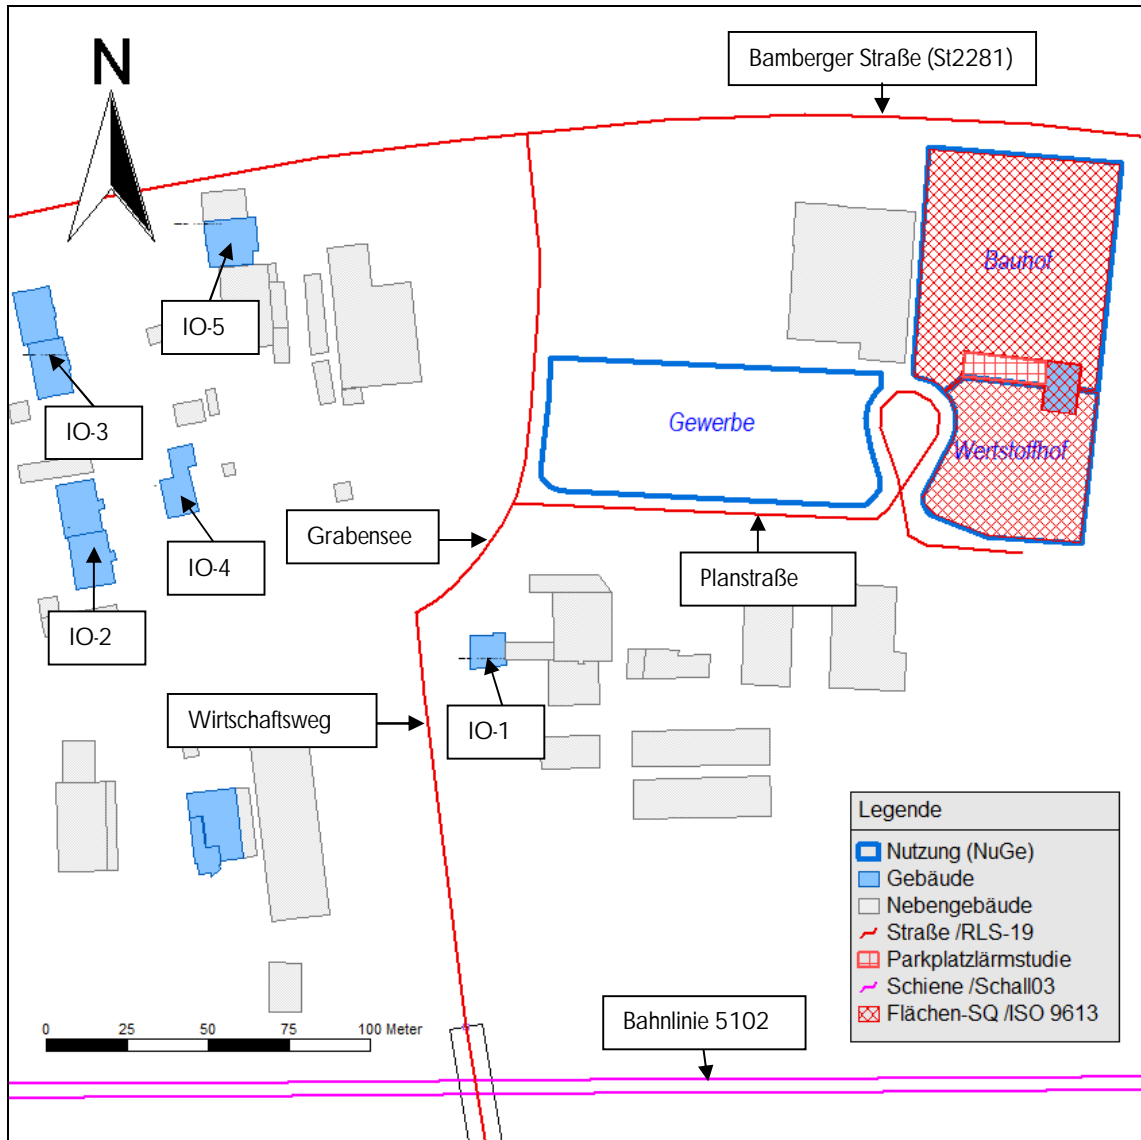 N
Bamberger Straße (St2281)
Bauhof
IO-5
IO-3
Gewerbe
Wertstoffhof
Grabensee
IO-4
Planstraße
IO-2
Wirtschaftsweg
IO-1
Legende
Nutzung (NuGe)
Gebäude
Nebengebäude
Straße /RLS-19
Parkplatzlärmstudie
Schiene /Schall03
Flächen-SQ /ISO 9613
0 25 50 75 100 Meter
Bahnlinie 5102